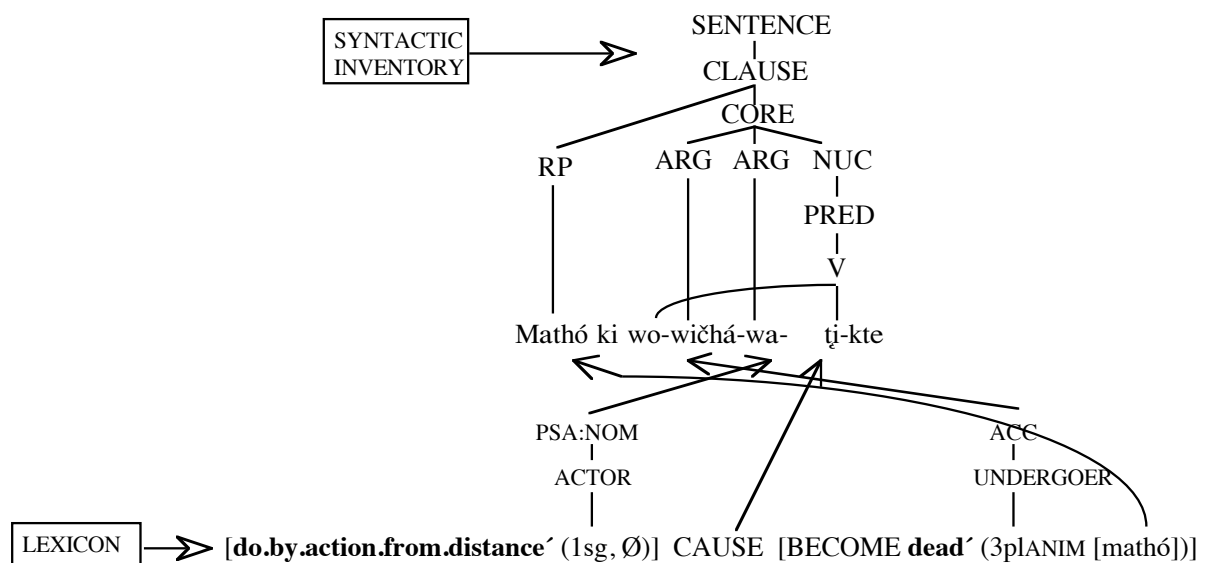 SENTENCE
SYNTACTIC
INVENTORY
CLAUSE
CORE
RP ARG ARG NUC
PRED
V
Mathó ki wo-wičhá-wa- tį-kte
PSA:NOM ACC
ACTOR UNDERGOER
LEXICON [do.by.action.from.distance´ (1sg, Ø)] CAUSE [BECOME dead´ (3plANIM [mathó])]